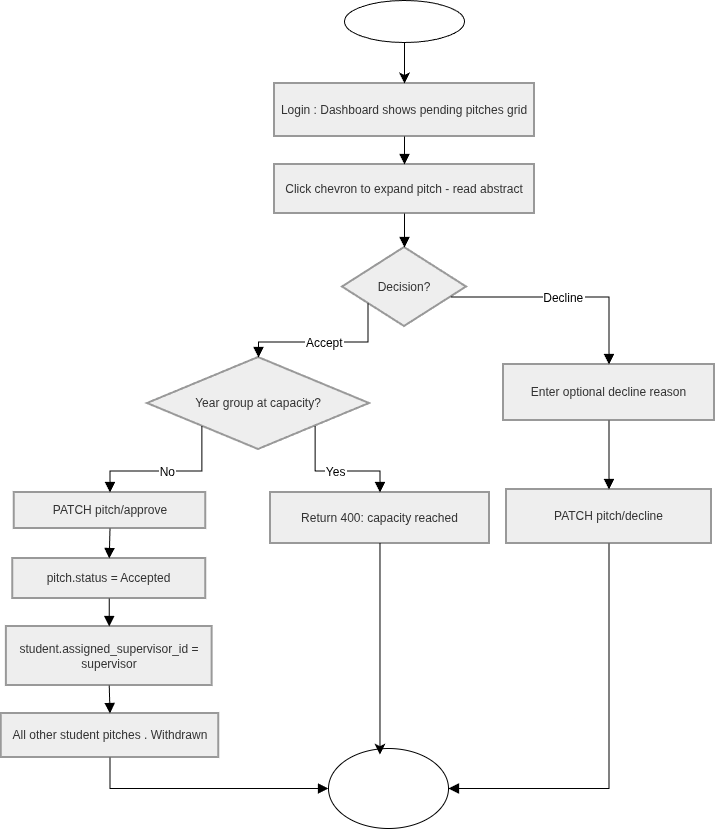 Login : Dashboard shows pending pitches grid
Click chevron to expand pitch - read abstract
Decision?
Decline
Accept
Year group at capacity?
Enter optional decline reason
No
Yes
PATCH pitch/approve
Return 400: capacity reached
PATCH pitch/decline
pitch.status = Accepted
student.assigned_supervisor_id =
supervisor
All other student pitches . Withdrawn